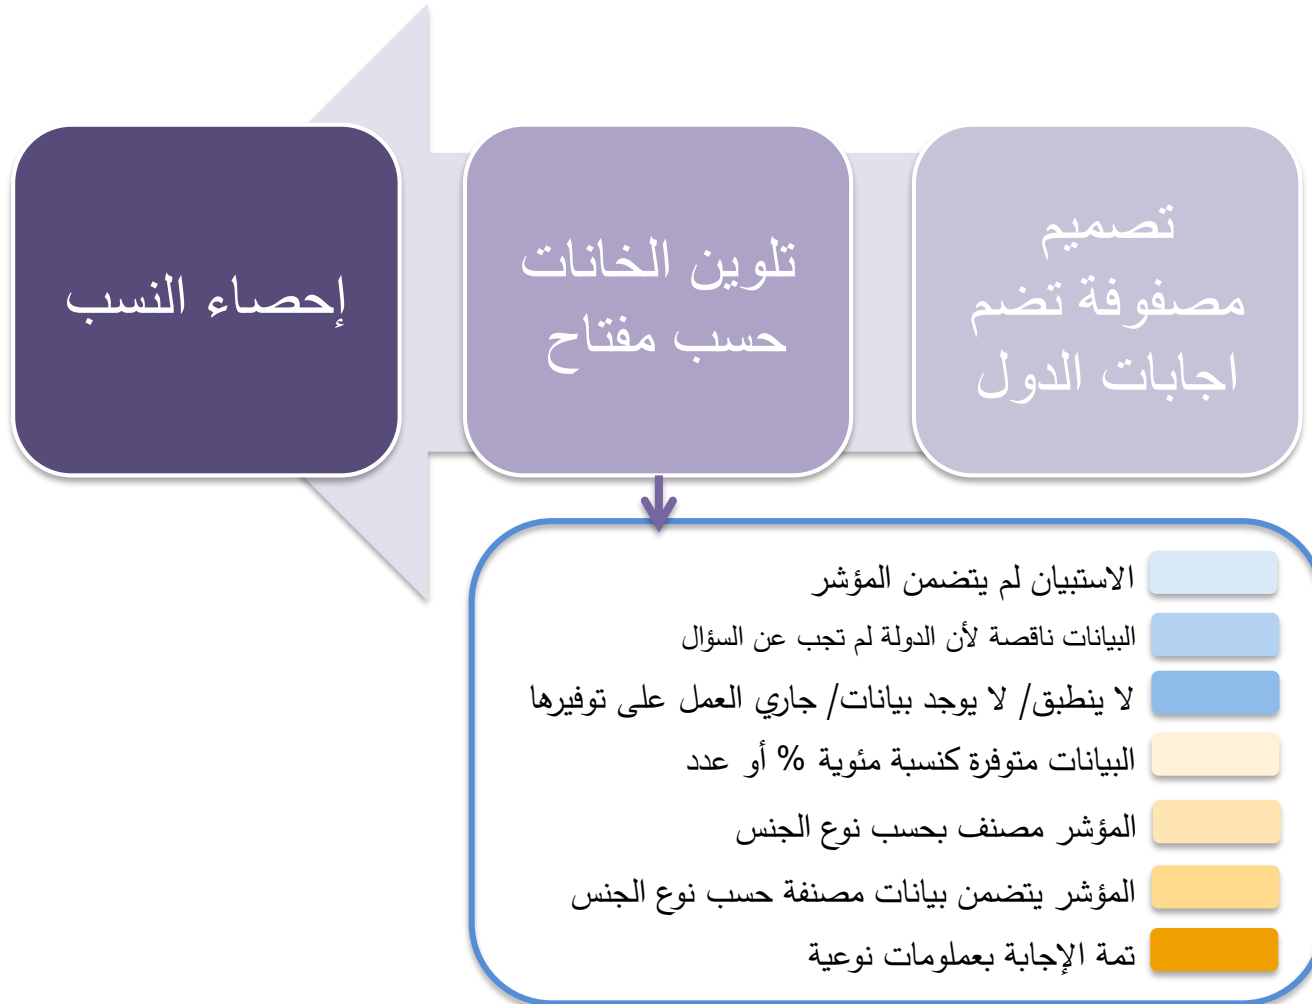 تصميم
مصفوفة تضم
اجابات الدول
تلوين الخانات
حسب مفتاح
إحصاء النسب
الاستبيان لم يتضمن المؤشر
البيانات ناقصة لأن الدولة لم تجب عن السؤال
لا ينطبق/ لا يوجد بيانات/ جاري العمل على توفيرها
البيانات متوفرة كنسبة مئوية % أو عدد
المؤشر مصنف بحسب نوع الجنس
المؤشر يتضمن بيانات مصنفة حسب نوع الجنس
تمة الإجابة بعملومات نوعية